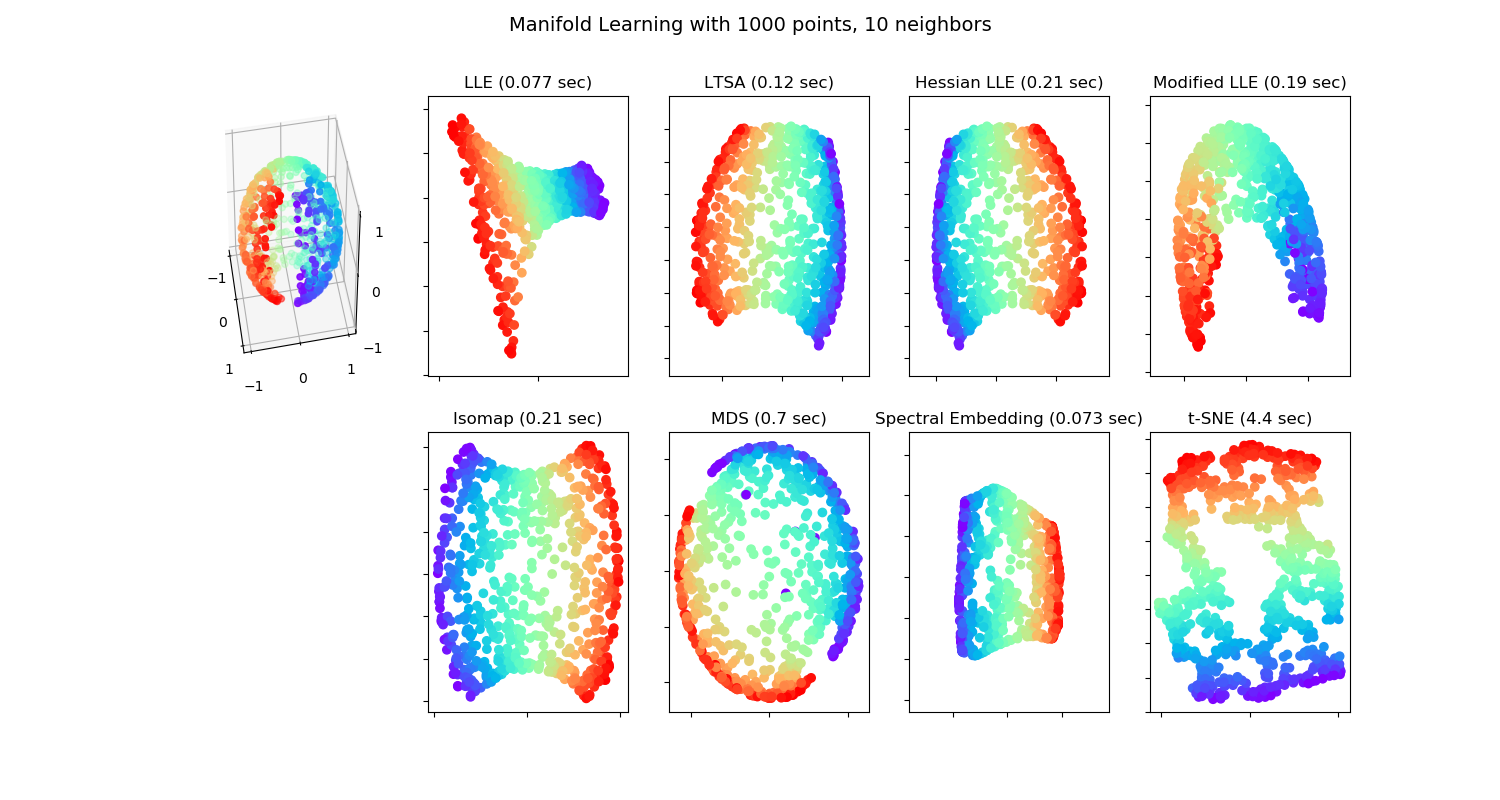 Manifold Learning with 1000 points, 10 neighbors
LLE (0.077 sec)
LTSA (0.12 sec)
Hessian LLE (0.21 sec)
Modified LLE (0.19 sec)
1
0
−1
−1
0
1
1
0
−1
Isomap (0.21 sec)
MDS (0.7 sec)
Spectral Embedding (0.073 sec)
t-SNE (4.4 sec)